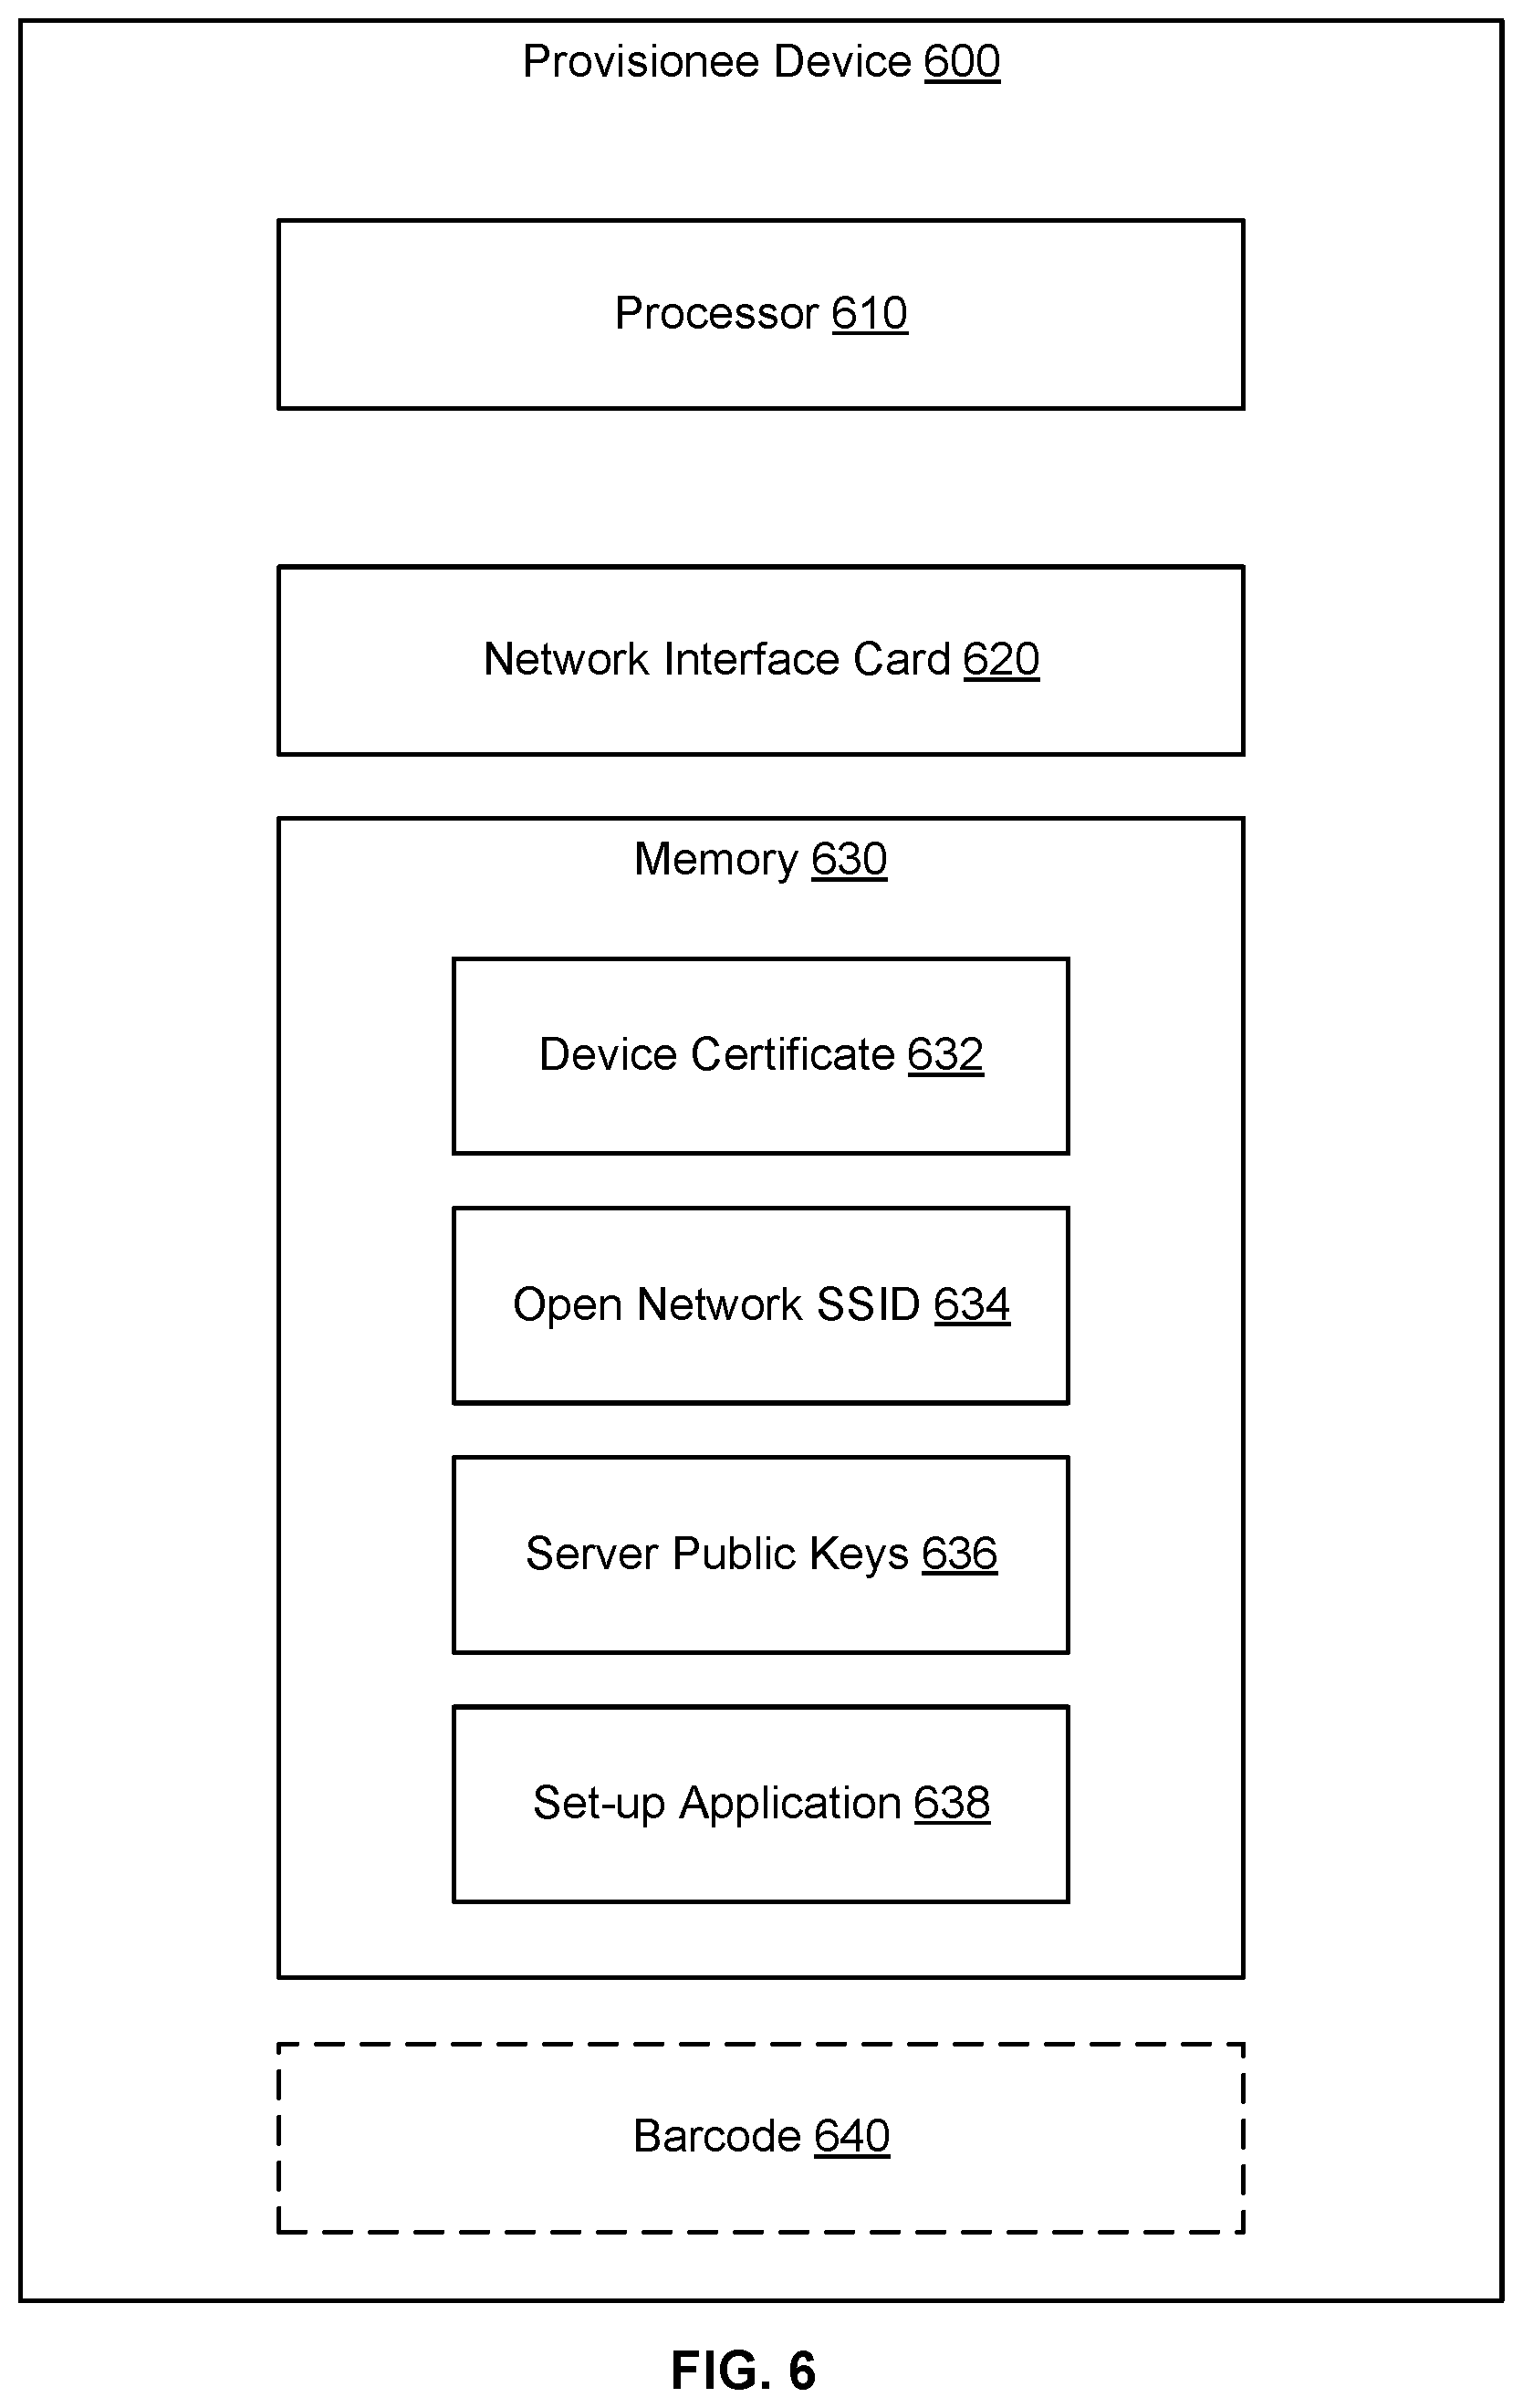 Provisionee Device 600
Processor 610
Network Interface Card 620
Memory 630
Device Certificate 632
Open Network SSID 634
Server Public Keys 636
Set-up Application 638
Barcode 640
FIG. 6